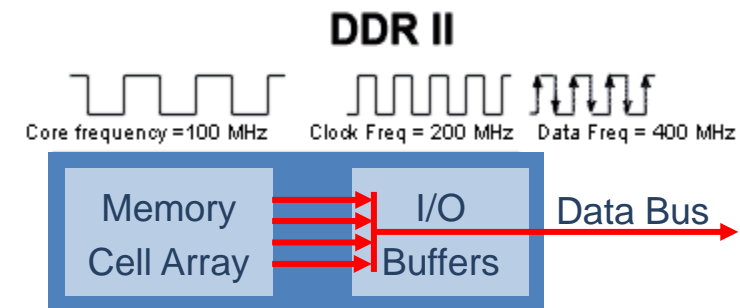 DDR II
Core frequency =100 MHz Clock Freq = 200 MHz Data Freq = 400 MHz
Memory I/O Data Bus
Cell Array Buffers